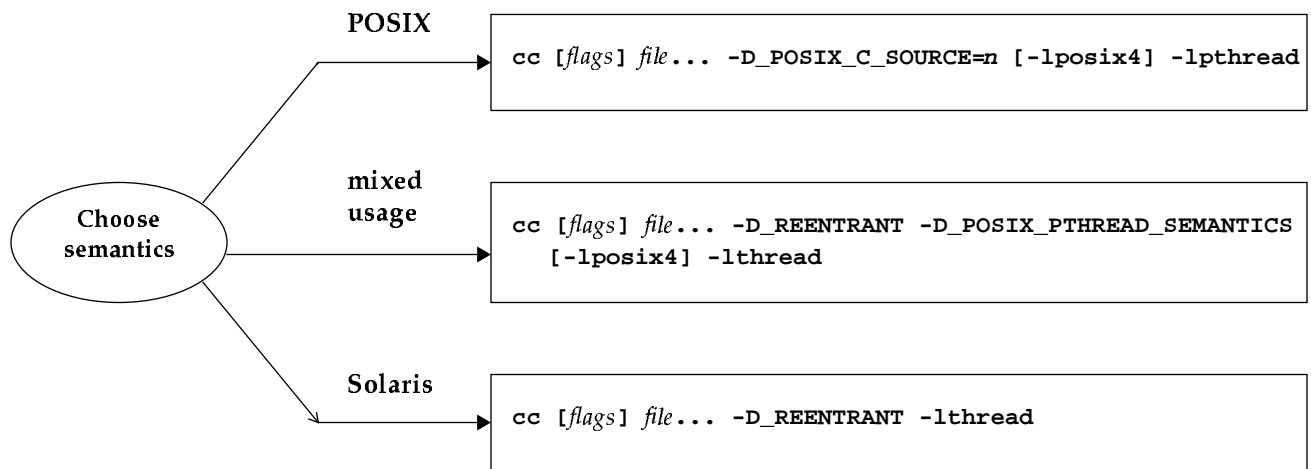 POSIX
cc [flags] file... -D_POSIX_C_SOURCE=n [-lposix4] -lpthread
mixed
usage
cc [flags] file... -D_REENTRANT -D_POSIX_PTHREAD_SEMANTICS
[-lposix4] -lthread
Choose
semantics
Solaris
cc [flags] file... -D_REENTRANT -lthread